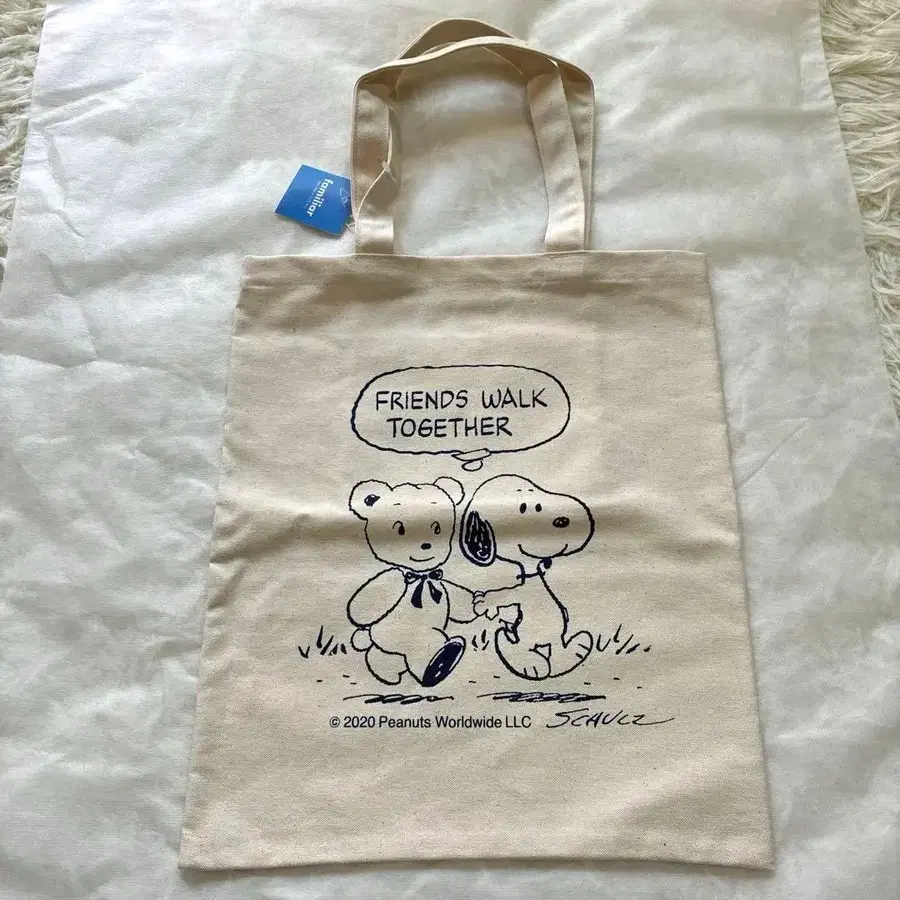 familiar
FRIENDS WALK
TOGETHER
© 2020 Peanuts Worldwide LLC SCHULZ